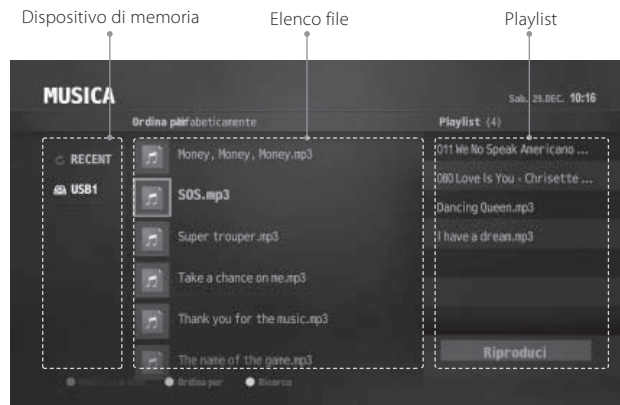 Dispositivo di memoria
Elenco file
Playlist
MUSICA
Sab. 29.DEC. 10:16
Ordina per
Alfabeticamente
Playlist (4)
RECENT
USB1
Money, Money, Money.mp3
SOS.mp3
Super trouper.mp3
Take a chance on me.mp3
Thank you for the music.mp3
The name of the game.mp3
011 We No Speak Americano ...
080 Love Is You - Chrisette ...
Dancing Queen.mp3
I have a dream.mp3
Riproduci
Ordina per
Ricerca